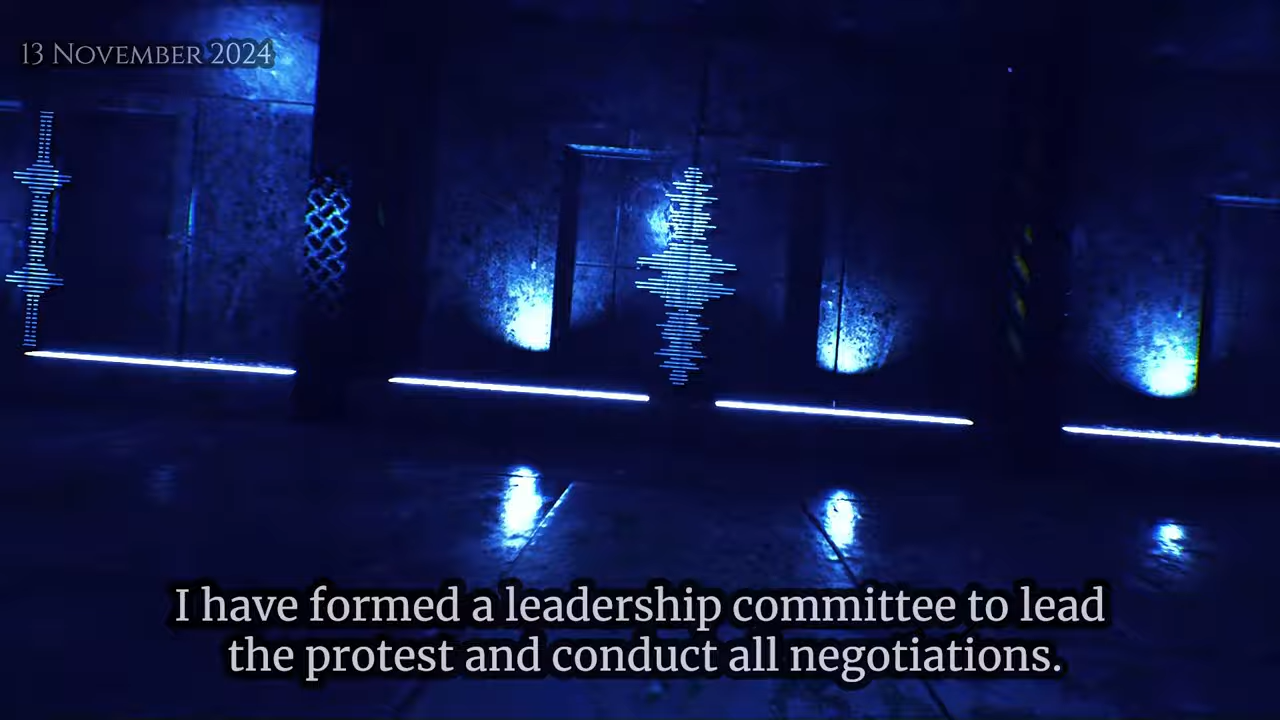 13 November 2024
I have formed a leadership committee to lead
the protest and conduct all negotiations.